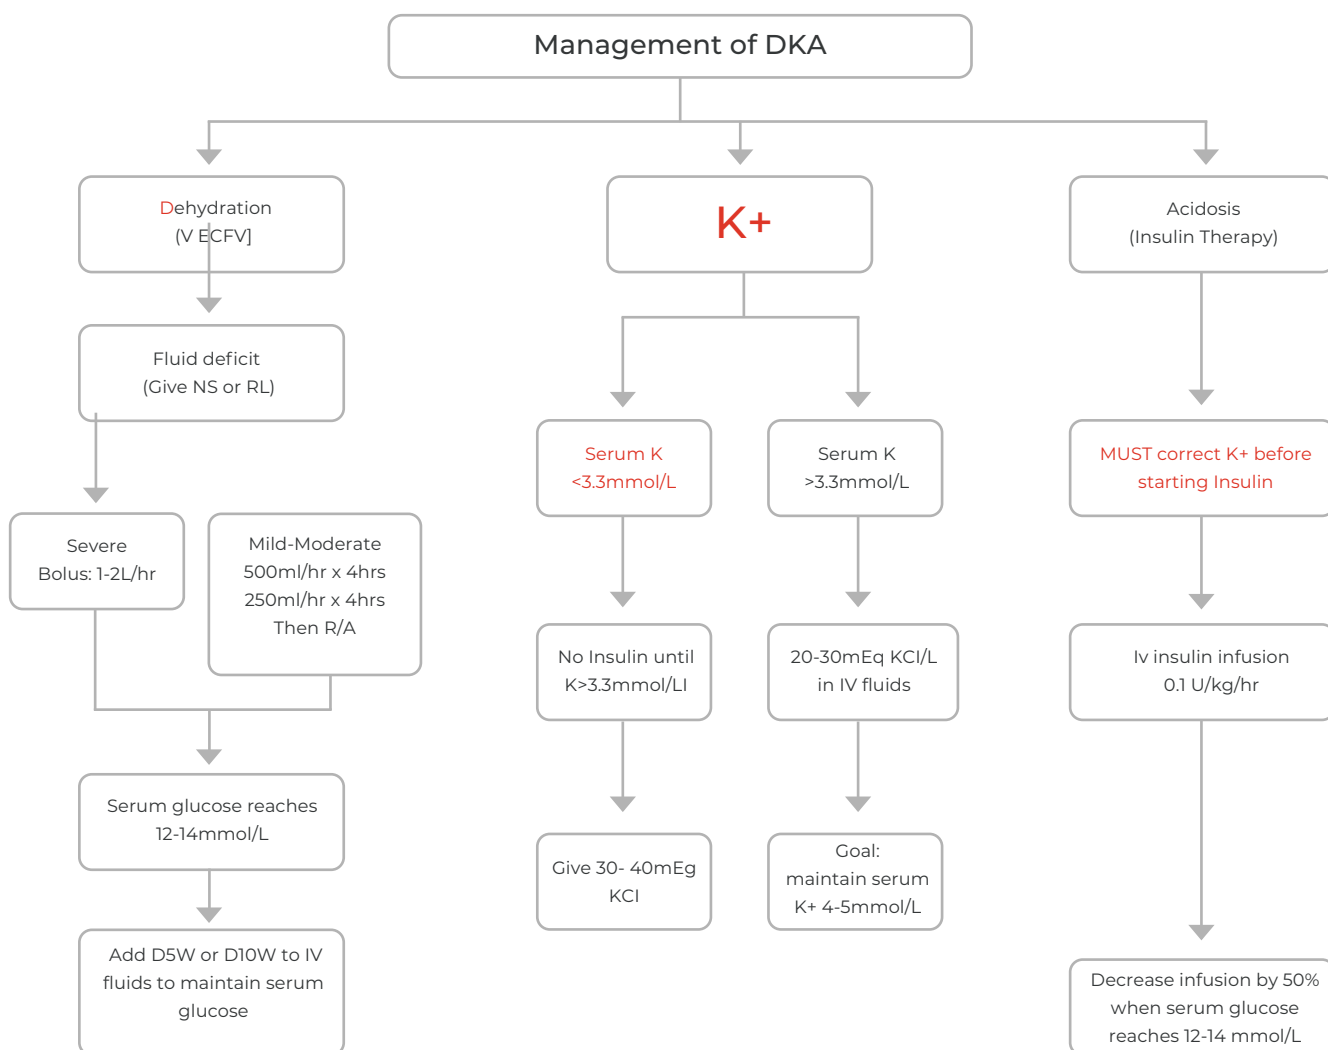 Management of DKA
Dehydration
(V ECFV]
Fluid deficit
(Give NS or RL)
Severe
Bolus: 1-2L/hr
Mild-Moderate
500ml/hr x 4hrs
250ml/hr x 4hrs
Then R/A
Serum glucose reaches
12-14mmol/L
Add D5W or D10W to IV
fluids to maintain serum
glucose
K+
Serum K
<3.3mmol/L
No Insulin until
K>3.3mmol/LI
Give 30- 40mEg
KCI
Serum K
>3.3mmol/L
20-30mEq KCI/L
in IV fluids
Goal:
maintain serum
K+ 4-5mmol/L
Acidosis
(Insulin Therapy)
MUST correct K+ before
starting Insulin
Iv insulin infusion
0.1 U/kg/hr
Decrease infusion by 50%
when serum glucose
reaches 12-14 mmol/L